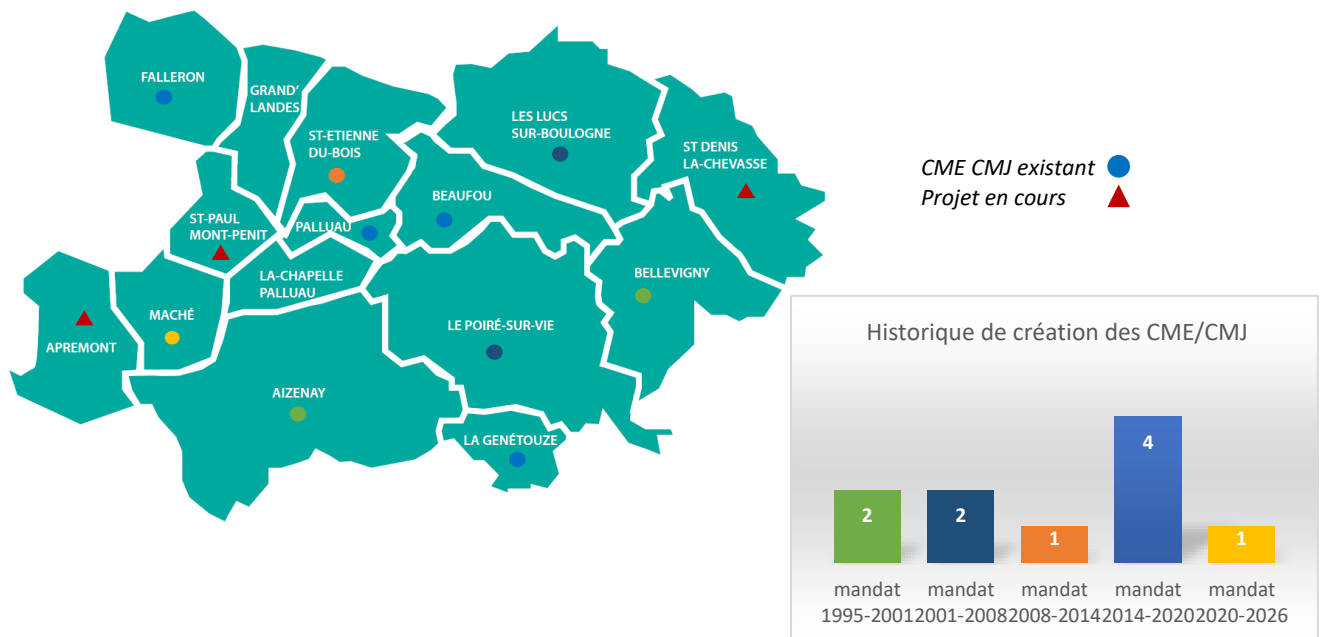 FALLERON
GRAND'
LANDES
ST-ETIENNE
DU-BOIS
LES LUCS
SUR-BOULOGNE
ST DENIS
LA-CHEVASSE
BEAUFOU
ST-PAUL
MONT-PENIT
PALLUAU
LA-CHAPELLE
PALLUAU
BELLEVIGNY
MACHÉ
APREMONT
LE POIRÉ-SUR-VIE
AIZENAY
LA GENÉTOUZE
CME CMJ existant
Projet en cours
Historique de création des CME/CMJ
2
2
1
4
1
mandat mandat mandat mandat mandat
1995-2001 2001-2008 2008-2014 2014-2020 2020-2026